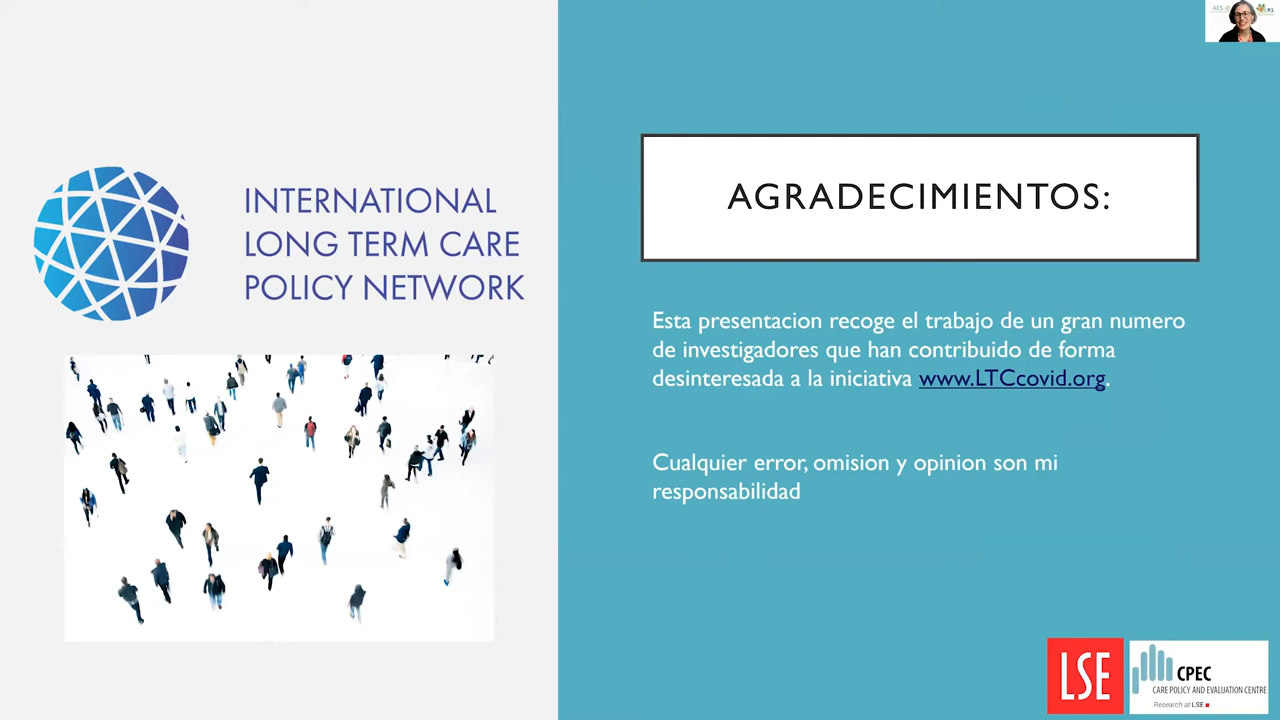 INTERNATIONAL
LONG TERM CARE
POLICY NETWORK
AGRADECIMIENTOS:
Esta presentacion recoge el trabajo de un gran numero
de investigadores que han contribuido de forma
desinteresada a la iniciativa www.LTCcovid.org.
Cualquier error, omision y opinion son mi
responsabilidad
LSE
CPEC
CARE POLICY AND EVALUATION CENTRE
Research at LSE
AES
XL